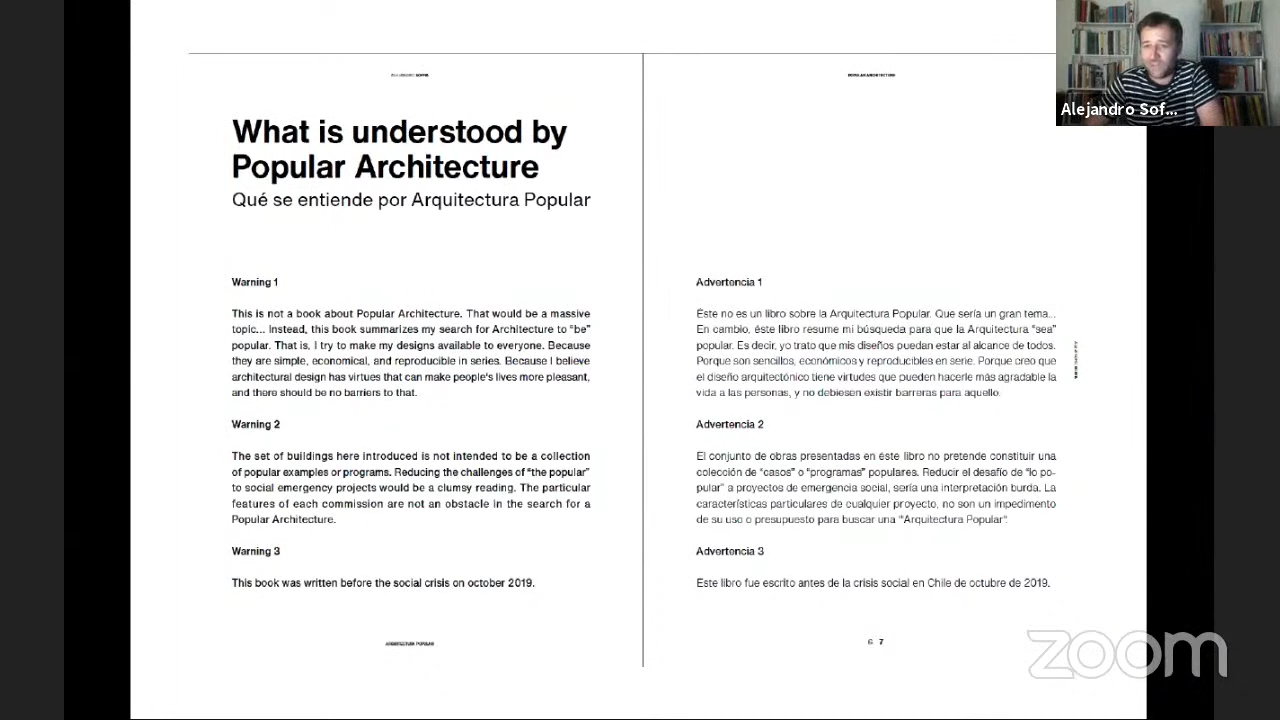 POPULAR ARCHITECTURE
Alejandro Sof...
What is understood by
Popular Architecture
Qué se entiende por Arquitectura Popular
Warning 1
This is not a book about Popular Architecture. That would be a massive
topic... Instead, this book summarizes my search for Architecture to “be”
popular. That is, I try to make my designs available to everyone. Because
they are simple, economical, and reproducible in series. Because I believe
architectural design has virtues that can make people's lives more pleasant,
and there should be no barriers to that.
Warning 2
The set of buildings here introduced is not intended to be a collection
of popular examples or programs. Reducing the challenges of “the popular”
to social emergency projects would be a clumsy reading. The particular
features of each commission are not an obstacle in the search for a
Popular Architecture.
Warning 3
This book was written before the social crisis on october 2019.
ARQUITECTURA POPULAR
Advertencia 1
Éste no es un libro sobre la Arquitectura Popular. Que sería un gran tema...
En cambio, éste libro resume mi búsqueda para que la Arquitectura “sea”
popular. Es decir, yo trato que mis diseños puedan estar al alcance de todos.
Porque son sencillos, económicos y reproducibles en serie. Porque creo que
el diseño arquitectónico tiene virtudes que pueden hacerle más agradable la
vida a las personas, y no debiesen existir barreras para aquello.
Advertencia 2
El conjunto de obras presentadas en éste libro no pretende constituir una
colección de “casos” o “programas” populares. Reducir el desafío de “lo po-
pular” a proyectos de emergencia social, sería una interpretación burda. La
características particulares de cualquier proyecto, no son un impedimento
de su uso o presupuesto para buscar una “Arquitectura Popular”.
Advertencia 3
Este libro fue escrito antes de la crisis social en Chile de octubre de 2019.
6 7
zoom